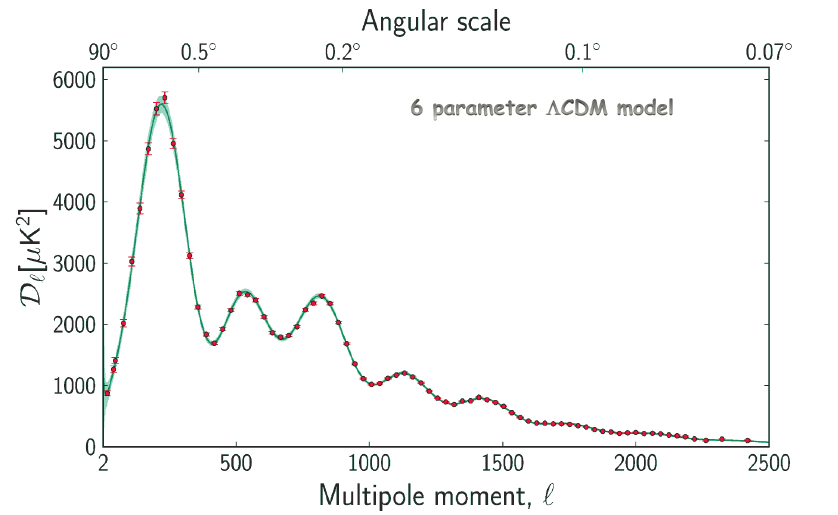 Angular scale
90° 0.5° 0.2° 0.1° 0.07°
6 parameter ΛCDM model
6000
5000
4000
3000
2000
1000
0
𝒟ℓ[μK²]
2 500 1000 1500 2000 2500
Multipole moment, ℓ